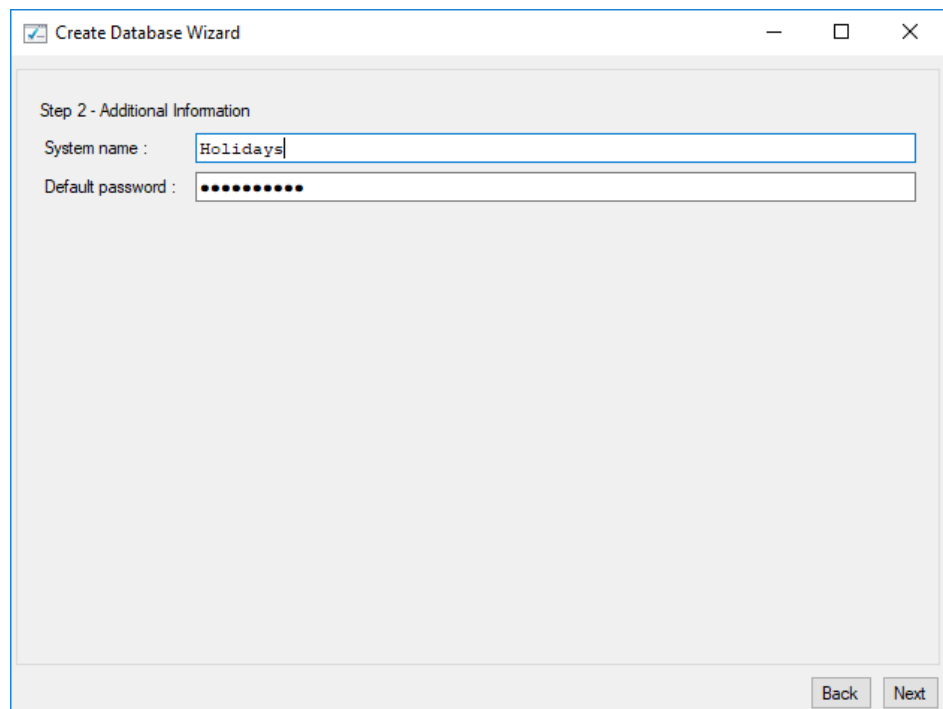 Create Database Wizard
Step 2 - Additional Information
System name : Holidays
Default password : ●●●●●●●●●●
Back Next